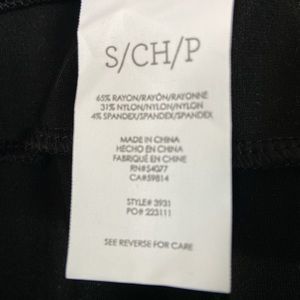 S/CH/P
65% RAYON/RAYÓN/RAYONNE
31% NYLON/NYLON/NYLON
4% SPANDEX/SPANDEX/SPANDEX
MADE IN CHINA
HECHO EN CHINA
FABRIQUÉ EN CHINE
RN#54077
CA#59814
STYLE# 3931
PO# 223111
SEE REVERSE FOR CARE